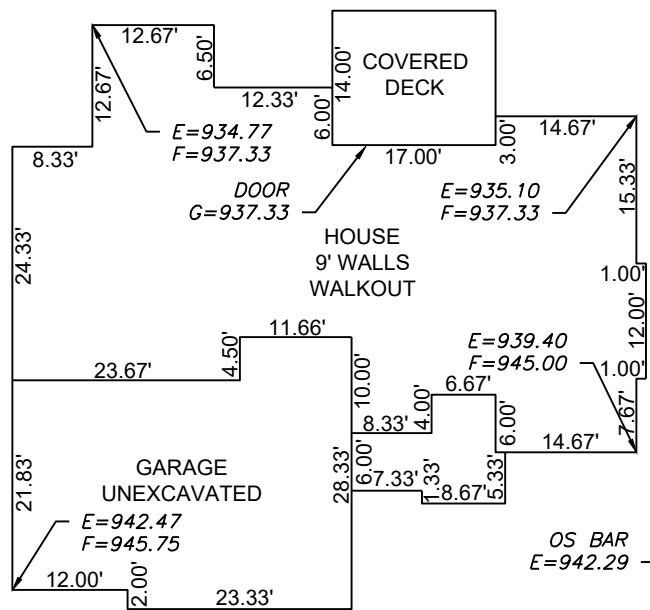 12.67'
6.50'
14.00'
COVERED
DECK
12.67'
12.33'
6.00'
E=934.77
F=937.33
8.33'
17.00'
3.00'
14.67'
DOOR
G=937.33
E=935.10
F=937.33
15.33'
24.33'
HOUSE
9' WALLS
WALKOUT
1.00'
12.00'
11.66'
4.50'
23.67'
10.00'
E=939.40
F=945.00
1.00'
6.67'
4.00'
8.33'
6.00'
7.67'
14.67'
21.83'
GARAGE
UNEXCAVATED
28.33'
6.00'
7.33'
1.33'
8.67'
5.33'
E=942.47
F=945.75
OS BAR
E=942.29
12.00'
2.00'
23.33'